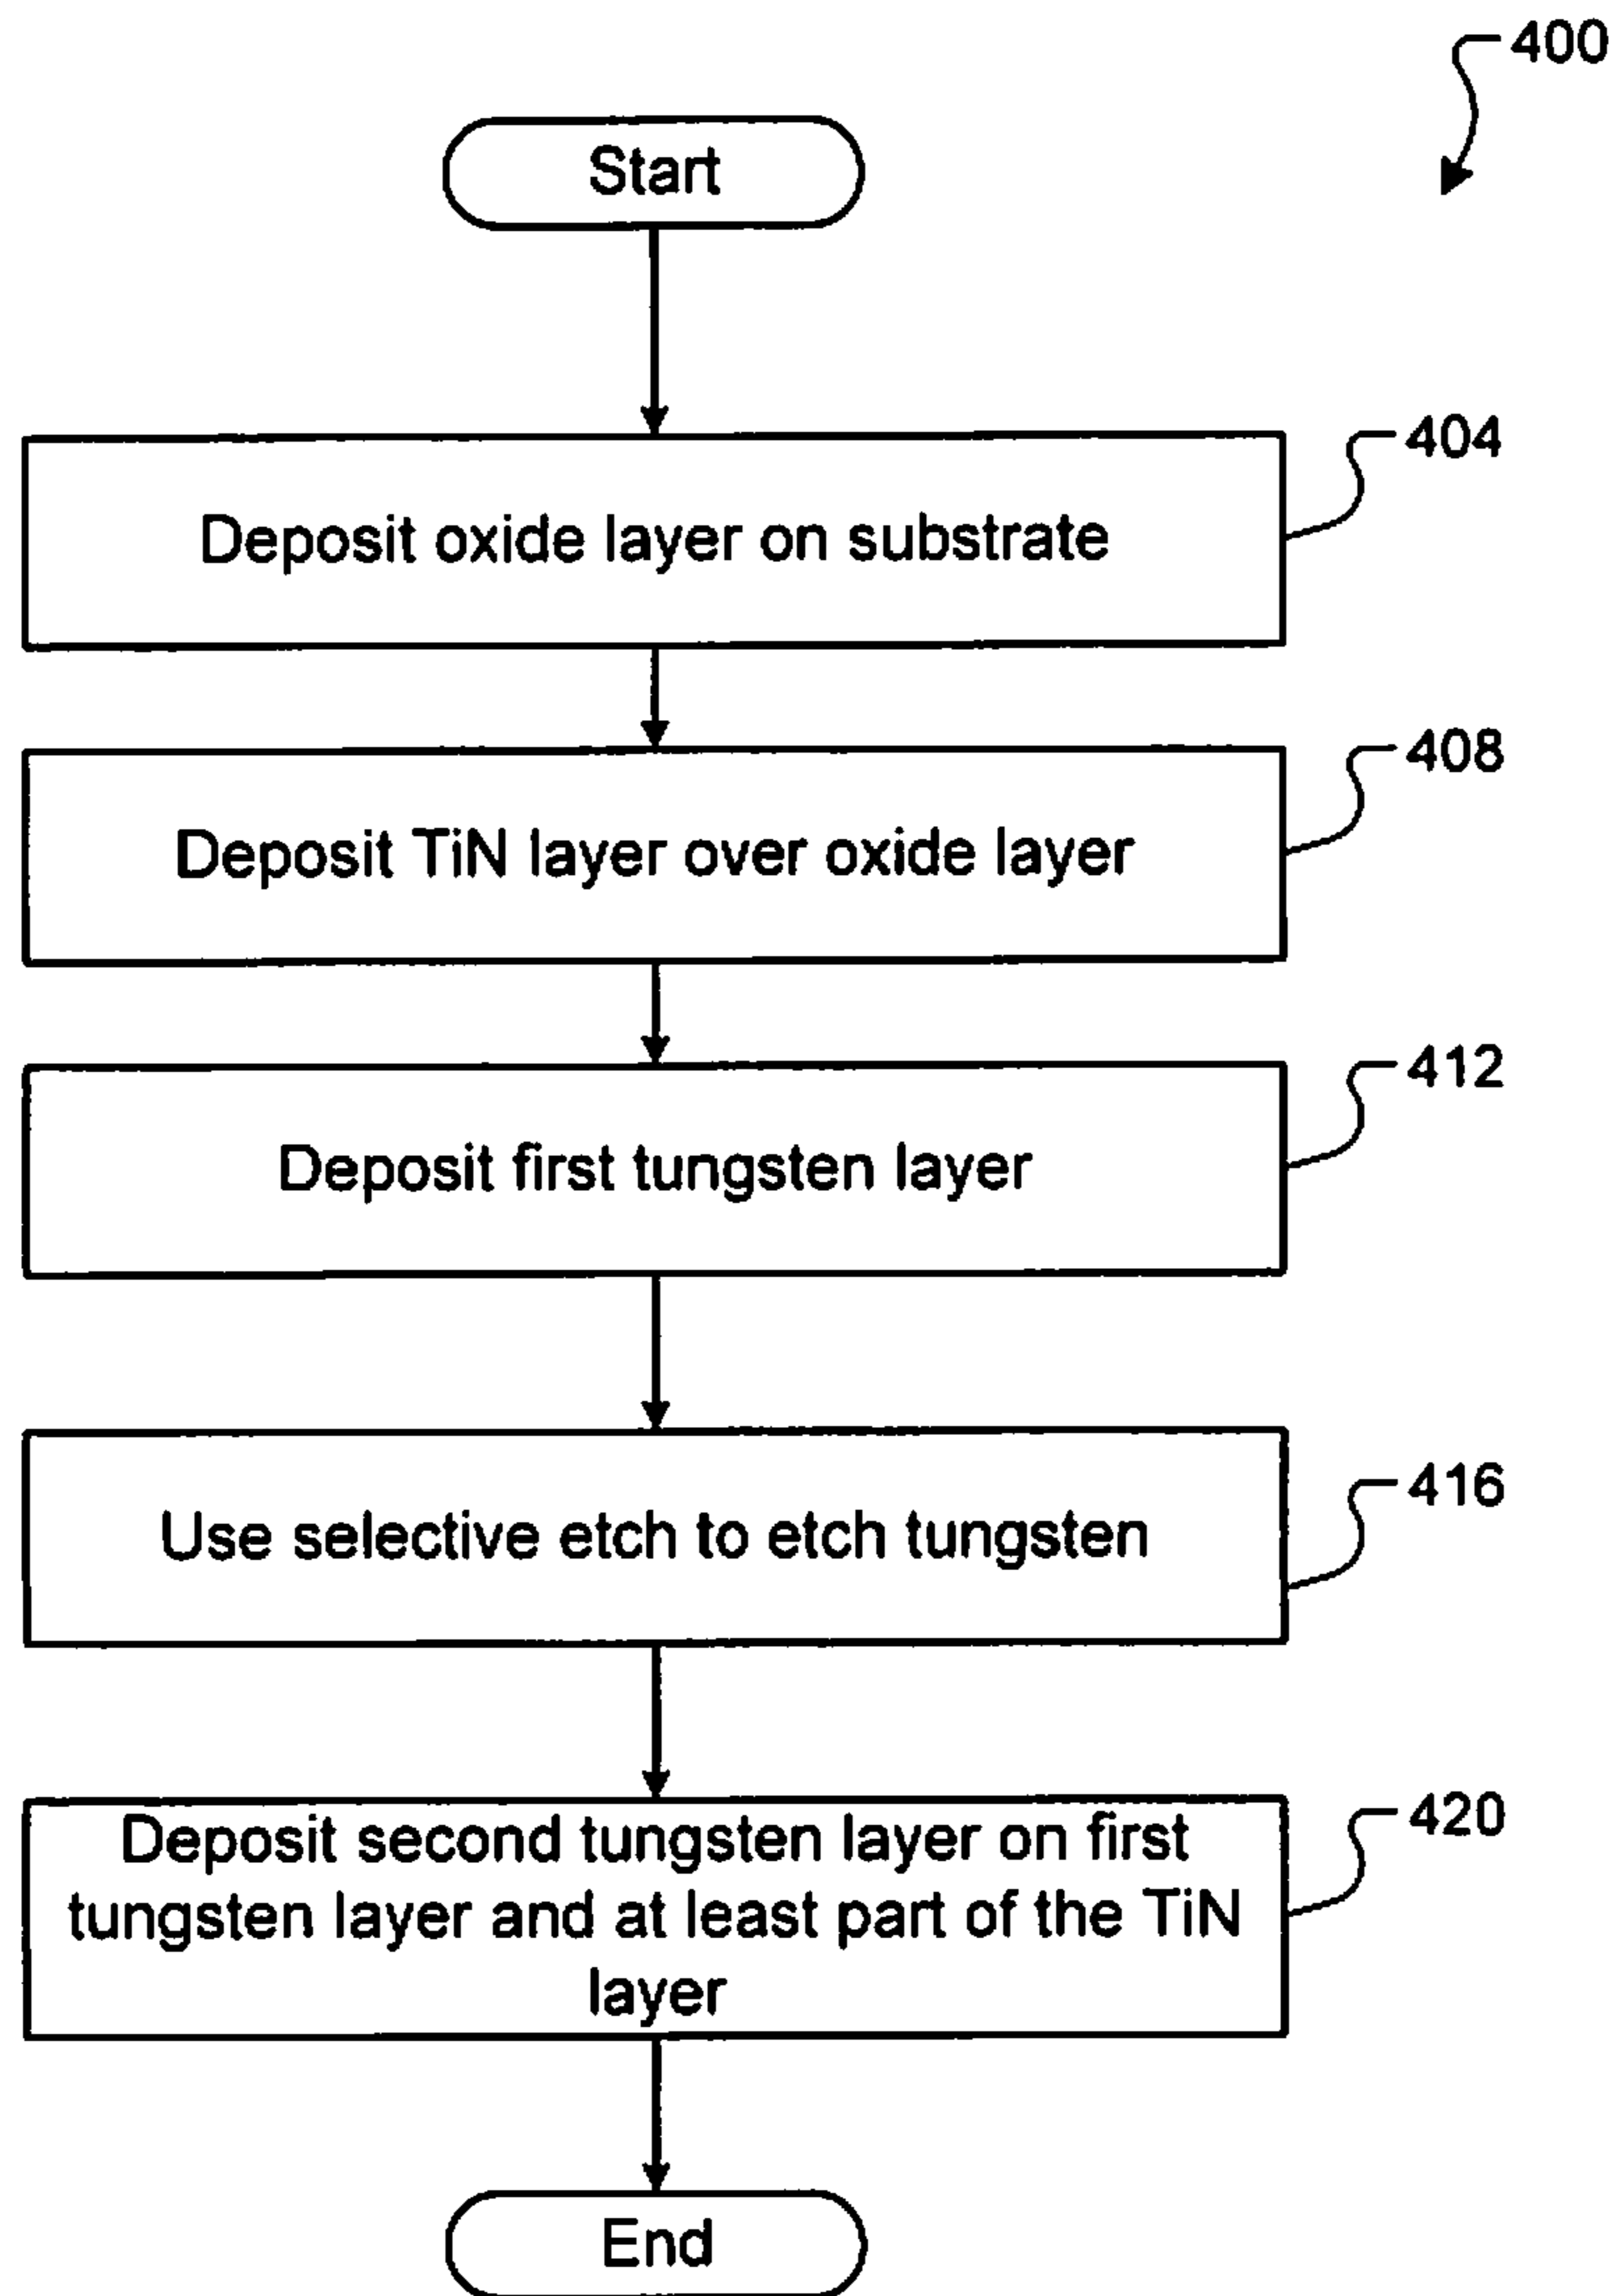 400
Start
404
Deposit oxide layer on substrate
408
Deposit TiN layer over oxide layer
412
Deposit first tungsten layer
416
Use selective etch to etch tungsten
420
Deposit second tungsten layer on first
tungsten layer and at least part of the TiN
layer
End